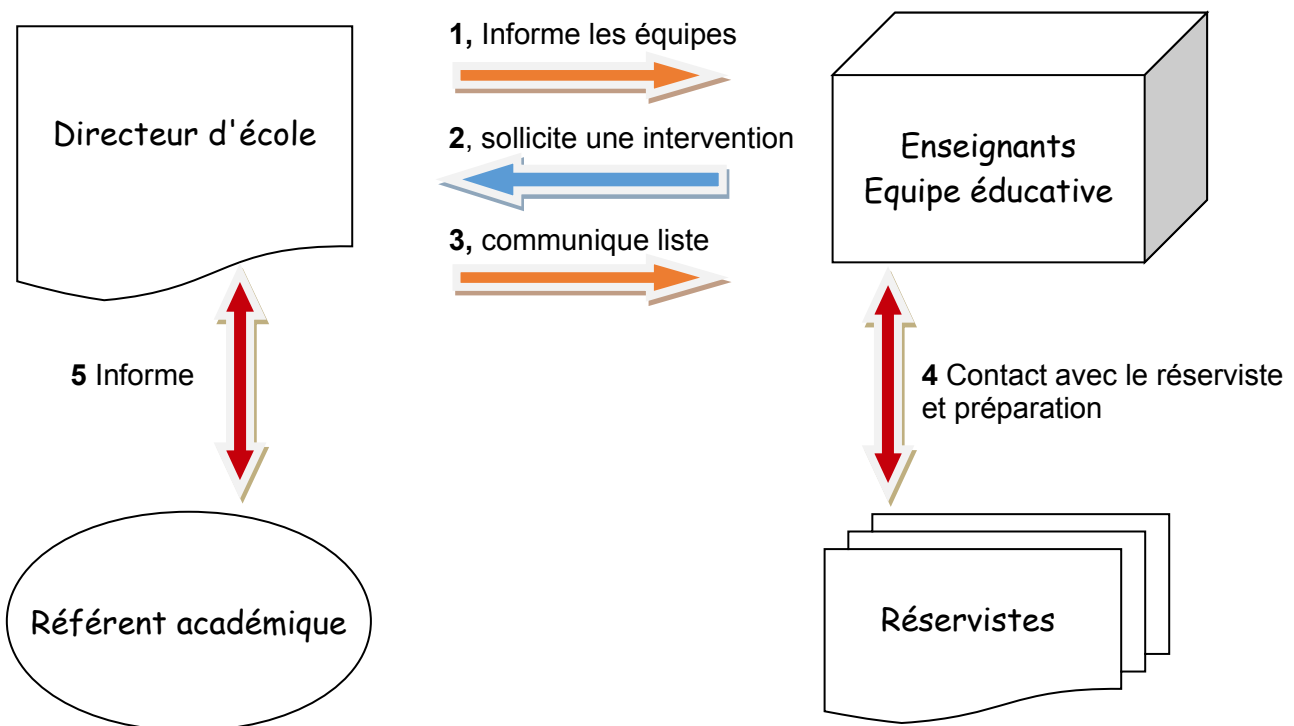 1, Informe les équipes
Directeur d'école
2, sollicite une intervention
Enseignants
Equipe éducative
3, communique liste
5 Informe
4 Contact avec le réserviste
et préparation
Référent académique
Réservistes